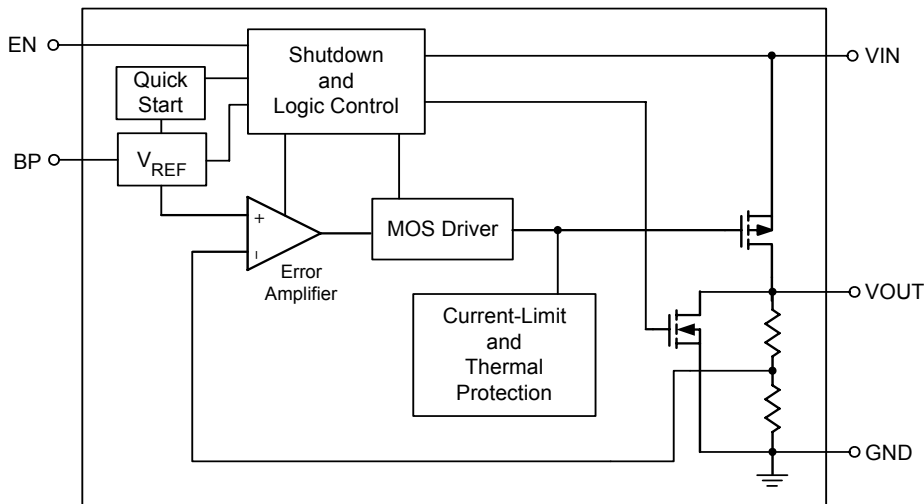 EN
Shutdown
and
Logic Control
VIN
Quick
Start
BP
VREF
+
-
Error
Amplifier
MOS Driver
Current-Limit
and
Thermal
Protection
VOUT
GND